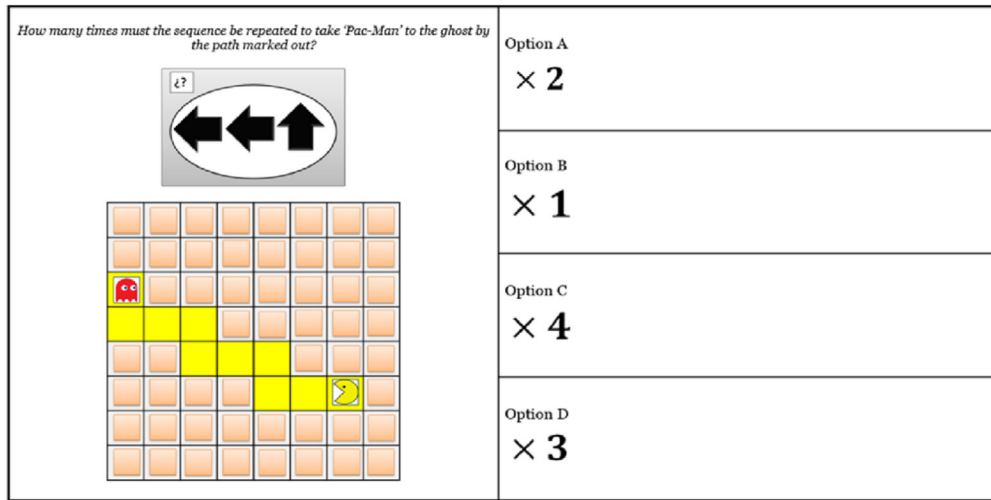 How many times must the sequence be repeated to take 'Pac-Man' to the ghost by
the path marked out?
¿?
Option A
× 2
Option B
× 1
Option C
× 4
Option D
× 3